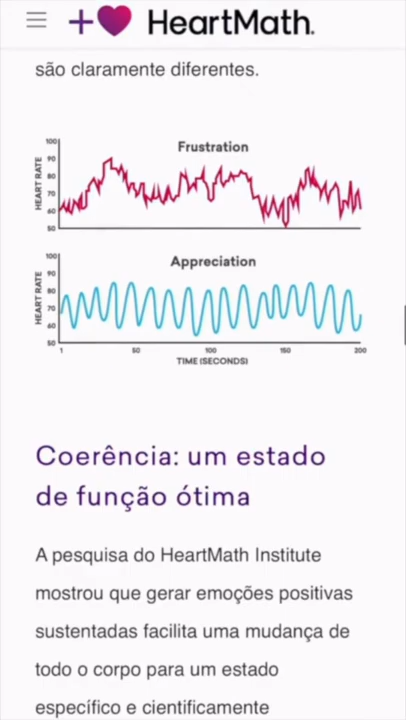 HeartMath.
são claramente diferentes.
Frustration
HEART RATE
100
90
80
70
60
50
Appreciation
HEART RATE
100
90
80
70
60
50
1 50 100 150 200
TIME (SECONDS)
Coerência: um estado
de função ótima
A pesquisa do HeartMath Institute
mostrou que gerar emoções positivas
sustentadas facilita uma mudança de
todo o corpo para um estado
específico e cientificamente